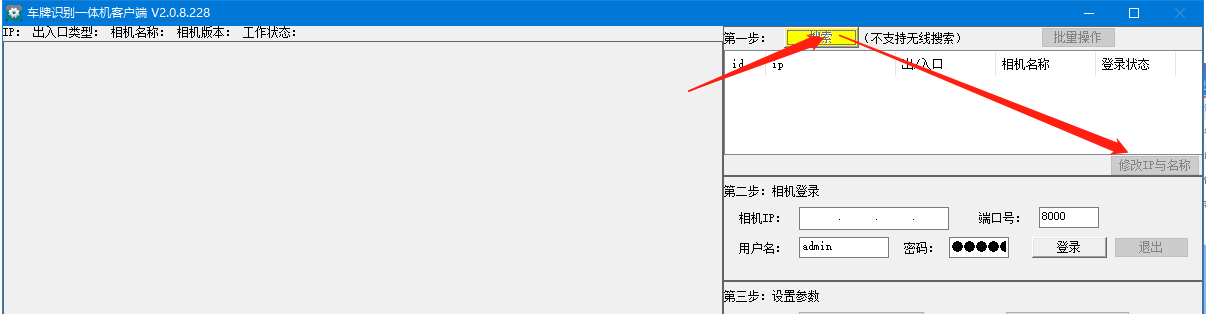 车牌识别一体机客户端 V2.0.8.228
IP: 出入口类型: 相机名称: 相机版本: 工作状态:
第一步: 搜索 (不支持无线搜索) 批量操作
id ip 出/入口 相机名称 登录状态
修改IP与名称
第二步: 相机登录
相机IP: . . . 端口号: 8000
用户名: admin 密码: ●●●●● 登录 退出
第三步: 设置参数